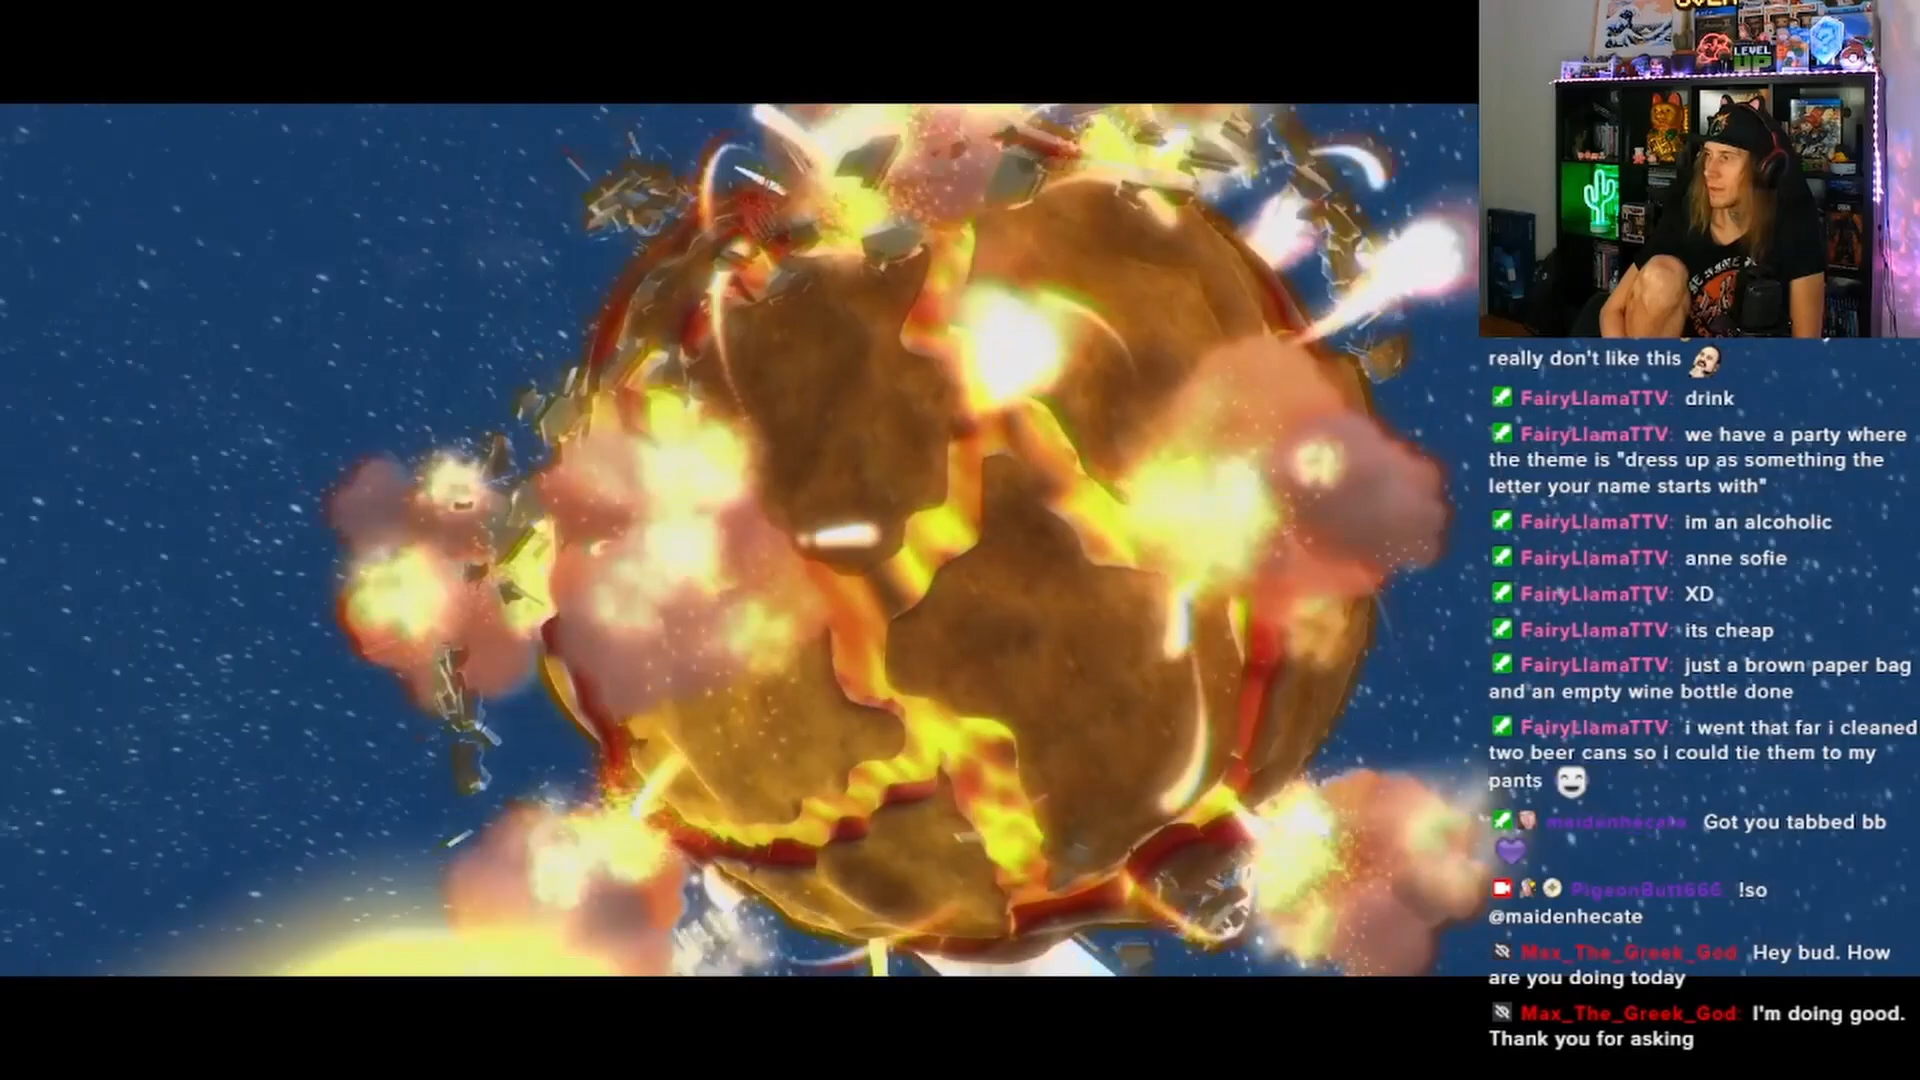 OVER
LEVEL
UP
really don't like this
FairyLlamaTTV: drink
FairyLlamaTTV: we have a party where
the theme is "dress up as something the
letter your name starts with"
FairyLlamaTTV: im an alcoholic
FairyLlamaTTV: anne sofie
FairyLlamaTTV: XD
FairyLlamaTTV: its cheap
FairyLlamaTTV: just a brown paper bag
and an empty wine bottle done
FairyLlamaTTV: i went that far i cleaned
two beer cans so i could tie them to my
pants
maidenhecate Got you tabbed bb
PigeonButt666 !so
@maidenhecate
Max_The_Greek_God Hey bud. How
are you doing today
Max_The_Greek_God: I'm doing good.
Thank you for asking